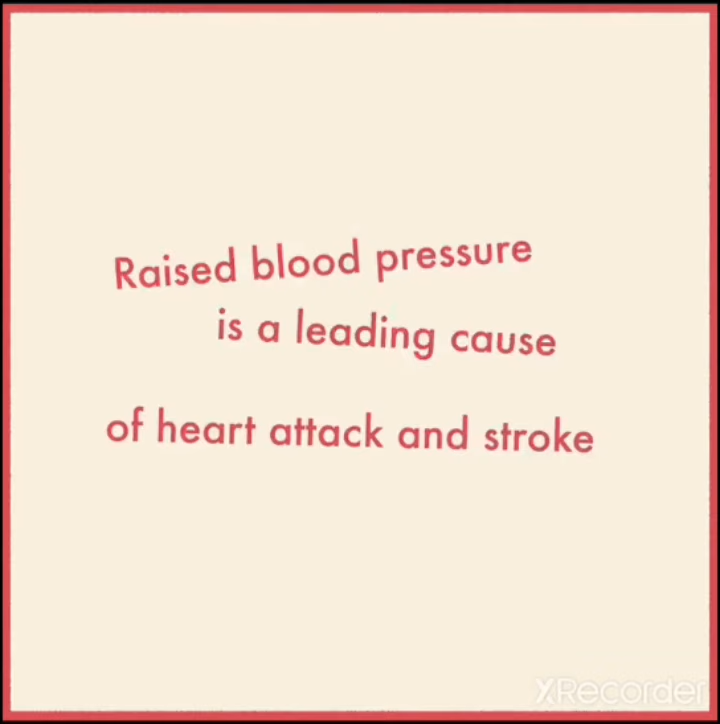 Raised blood pressure
is a leading cause
of heart attack and stroke
XRecorder